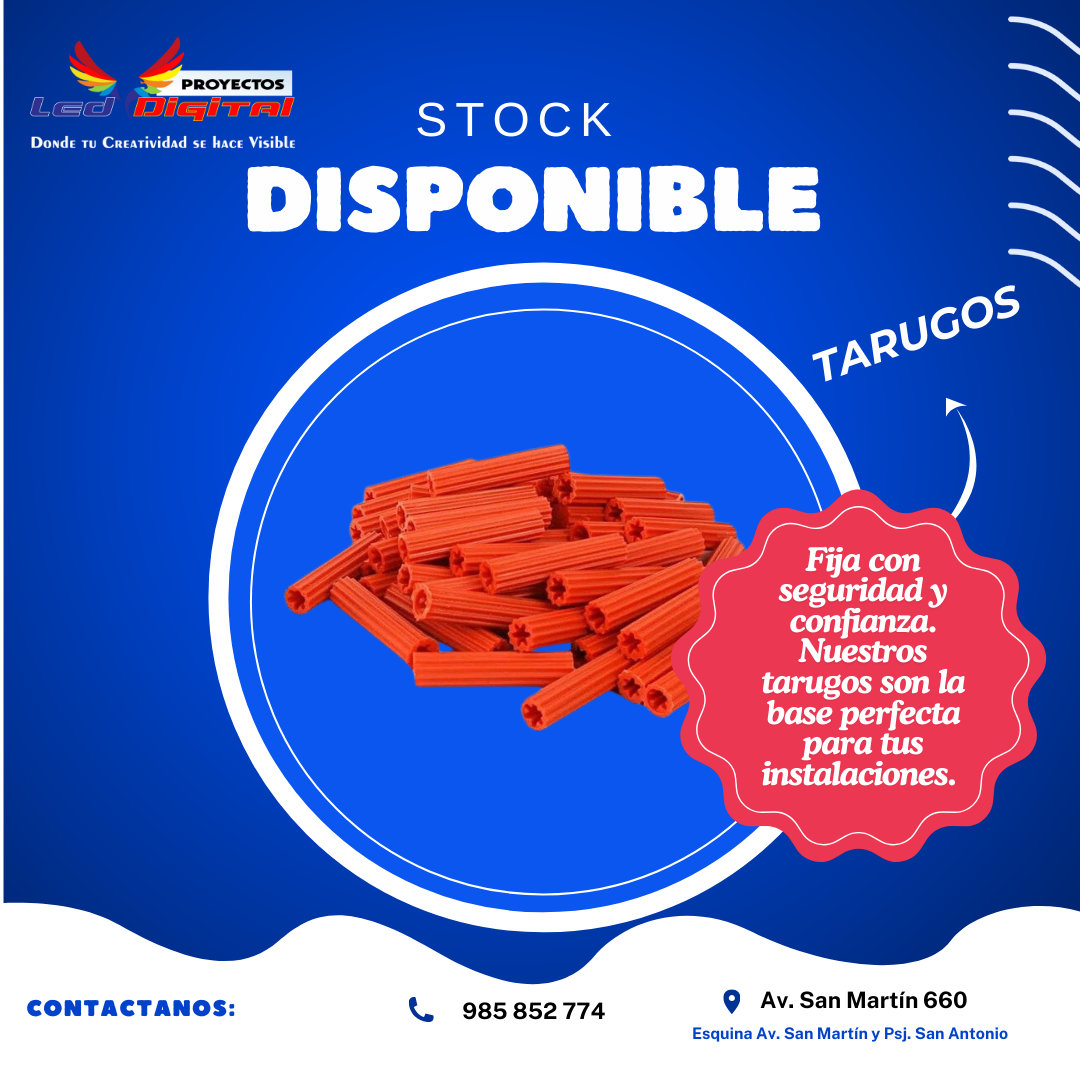 PROYECTOS
Led Digital
Donde tu Creatividad se hace Visible
STOCK
DISPONIBLE
TARUGOS
Fija con
seguridad y
confianza.
Nuestros
tarugos son la
base perfecta
para tus
instalaciones.
CONTACTANOS:
985 852 774
Av. San Martín 660
Esquina Av. San Martín y Psj. San Antonio